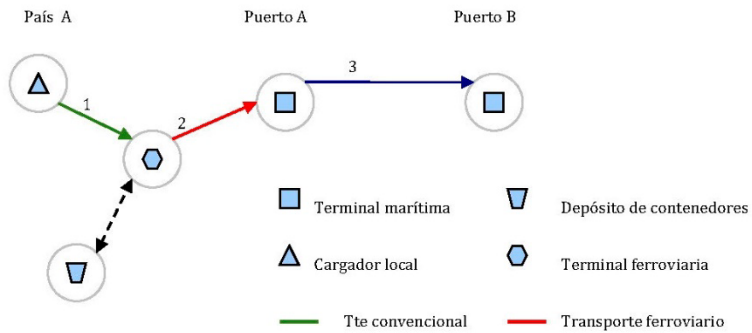 País A
Puerto A
Puerto B
3
1
2
Terminal marítima
Depósito de contenedores
Cargador local
Terminal ferroviaria
Tte convencional
Transporte ferroviario